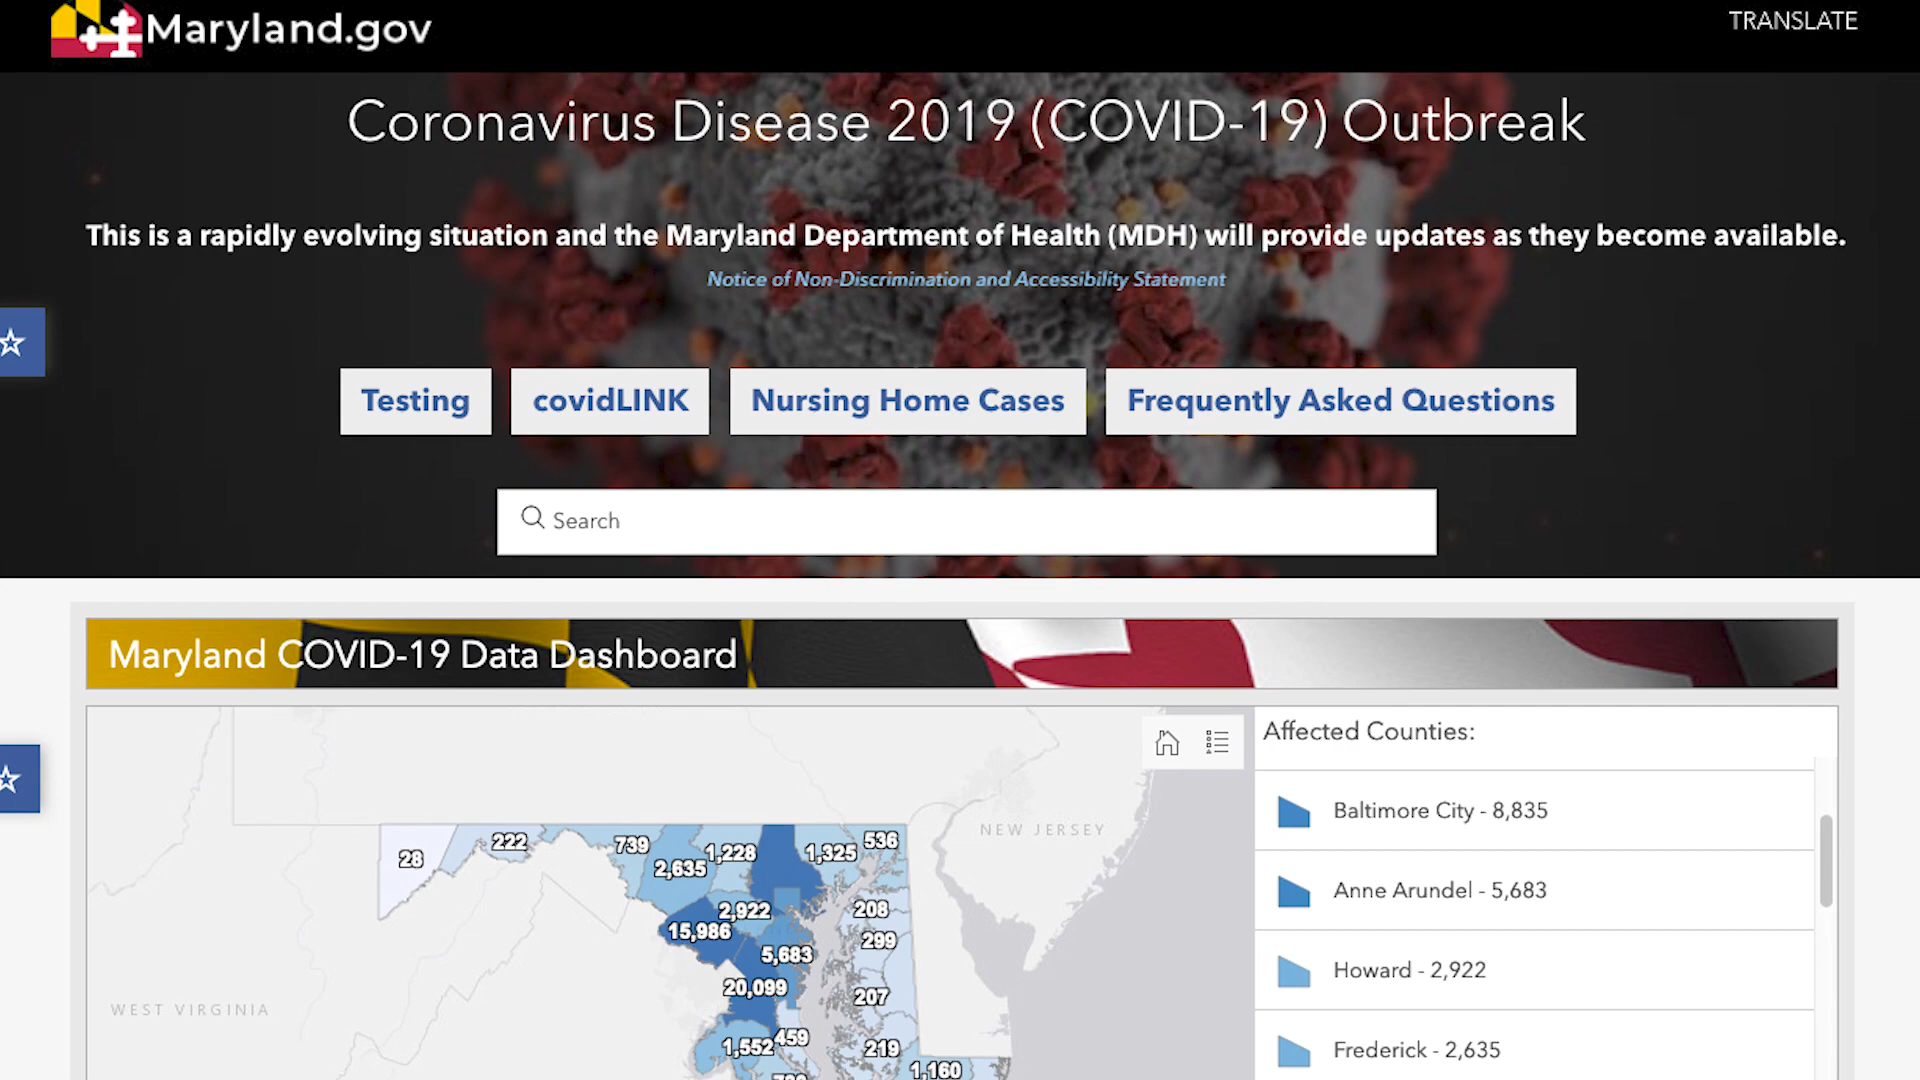 Maryland.gov
TRANSLATE
Coronavirus Disease 2019 (COVID-19) Outbreak
This is a rapidly evolving situation and the Maryland Department of Health (MDH) will provide updates as they become available.
Notice of Non-Discrimination and Accessibility Statement
Testing
covidLINK
Nursing Home Cases
Frequently Asked Questions
Search
Maryland COVID-19 Data Dashboard
NEW JERSEY
28
222
739
2,635
1,228
1,325
536
2,922
15,986
208
299
5,683
20,099
207
WEST VIRGINIA
1,552
459
219
1,160
Affected Counties:
Baltimore City - 8,835
Anne Arundel - 5,683
Howard - 2,922
Frederick - 2,635